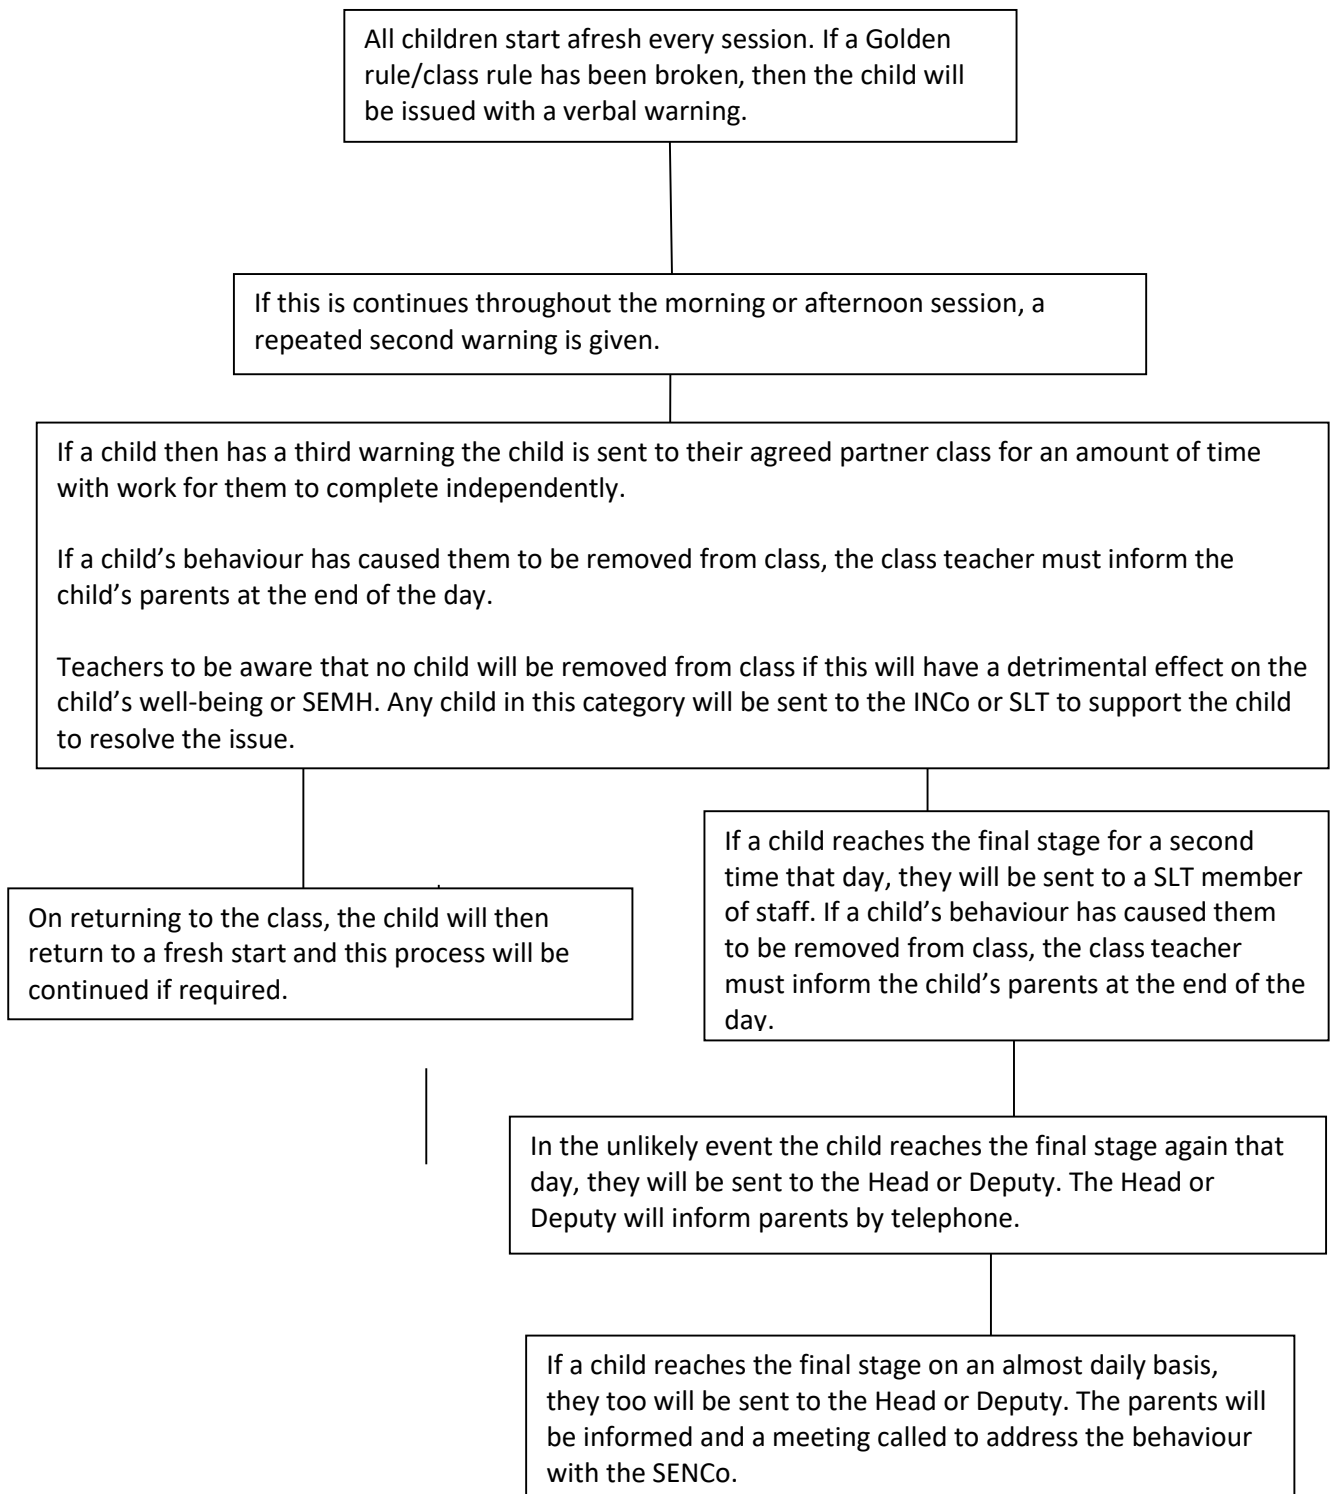 All children start afresh every session. If a Golden
rule/class rule has been broken, then the child will
be issued with a verbal warning.
If this is continues throughout the morning or afternoon session, a
repeated second warning is given.
If a child then has a third warning the child is sent to their agreed partner class for an amount of time
with work for them to complete independently.
If a child’s behaviour has caused them to be removed from class, the class teacher must inform the
child’s parents at the end of the day.
Teachers to be aware that no child will be removed from class if this will have a detrimental effect on the
child’s well-being or SEMH. Any child in this category will be sent to the INCo or SLT to support the child
to resolve the issue.
On returning to the class, the child will then
return to a fresh start and this process will be
continued if required.
If a child reaches the final stage for a second
time that day, they will be sent to a SLT member
of staff. If a child’s behaviour has caused them
to be removed from class, the class teacher
must inform the child’s parents at the end of the
day.
In the unlikely event the child reaches the final stage again that
day, they will be sent to the Head or Deputy. The Head or
Deputy will inform parents by telephone.
If a child reaches the final stage on an almost daily basis,
they too will be sent to the Head or Deputy. The parents will
be informed and a meeting called to address the behaviour
with the SENCo.